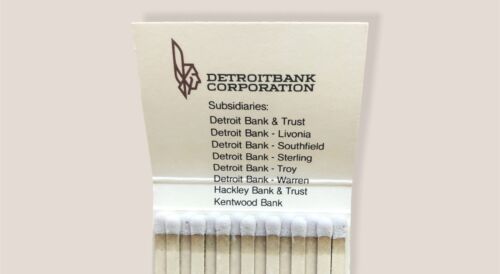 DETROITBANK
CORPORATION
Subsidiaries:
Detroit Bank & Trust
Detroit Bank - Livonia
Detroit Bank - Southfield
Detroit Bank - Sterling
Detroit Bank - Troy
Detroit Bank - Warren
Hackley Bank & Trust
Kentwood Bank